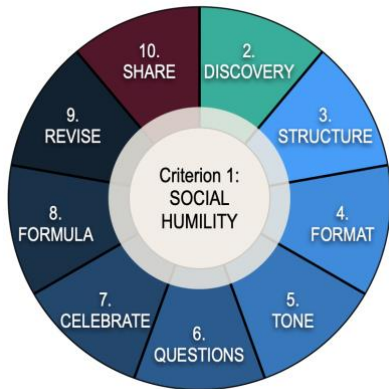 Criterion 1:
SOCIAL
HUMILITY
2.
DISCOVERY
3.
STRUCTURE
4.
FORMAT
5.
TONE
6.
QUESTIONS
7.
CELEBRATE
8.
FORMULA
9.
REVISE
10.
SHARE